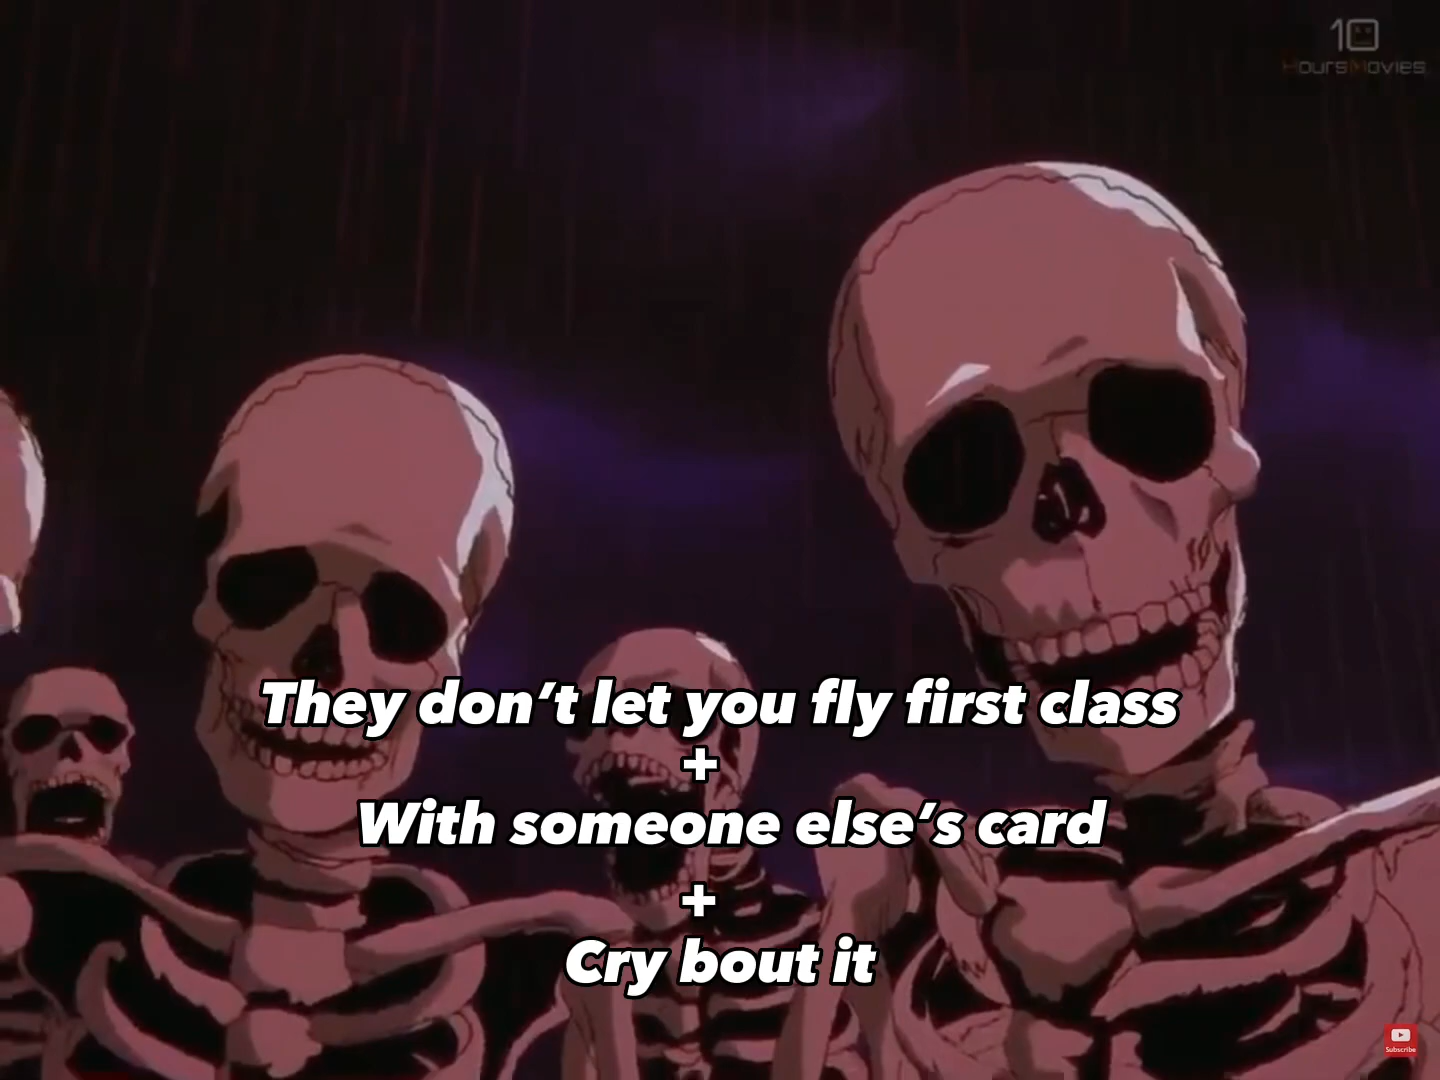 10
HoursMovies
They don’t let you fly first class
+
With someone else’s card
+
Cry bout it
Subscribe